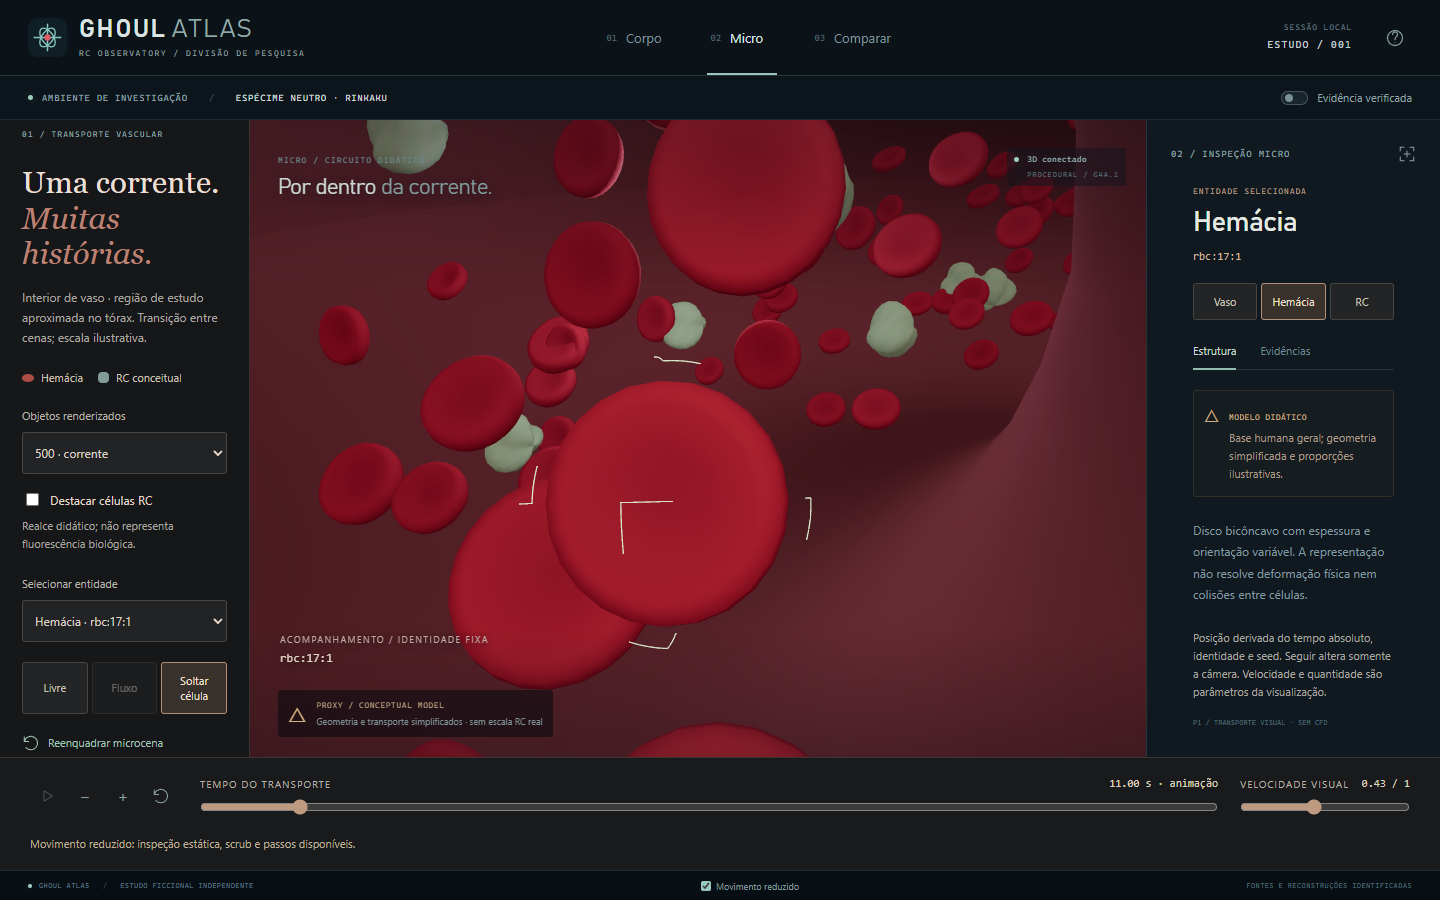 GHOUL ATLAS
RC OBSERVATORY / DIVISÃO DE PESQUISA
01 Corpo
02 Micro
03 Comparar
SESSÃO LOCAL
ESTUDO / 001
AMBIENTE DE INVESTIGAÇÃO / ESPÉCIME NEUTRO · RINKAKU
Evidência verificada
01 / TRANSPORTE VASCULAR
Uma corrente.
Muitas
histórias.
Interior de vaso · região de estudo
aproximada no tórax. Transição entre
cenas; escala ilustrativa.
Hemácia
RC conceitual
Objetos renderizados
500 · corrente
Destacar células RC
Realce didático; não representa
fluorescência biológica.
Selecionar entidade
Hemácia · rbc:17:1
Livre
Fluxo
Soltar
célula
Reenquadrar microcena
MICRO / CIRCUITO DIDÁTICO
Por dentro da corrente.
3D conectado
PROCEDURAL / G4A.1
ACOMPANHAMENTO / IDENTIDADE FIXA
rbc:17:1
PROXY / CONCEPTUAL MODEL
Geometria e transporte simplificados · sem escala RC real
02 / INSPEÇÃO MICRO
ENTIDADE SELECIONADA
Hemácia
rbc:17:1
Vaso
Hemácia
RC
Estrutura
Evidências
MODELO DIDÁTICO
Base humana geral; geometria
simplificada e proporções
ilustrativas.
Disco bicôncavo com espessura e
orientação variável. A representação
não resolve deformação física nem
colisões entre células.
Posição derivada do tempo absoluto,
identidade e seed. Seguir altera somente
a câmera. Velocidade e quantidade são
parâmetros da visualização.
P1 / TRANSPORTE VISUAL · SEM CFD
− +
TEMPO DO TRANSPORTE
11.00 s · animação
VELOCIDADE VISUAL
0.43 / 1
Movimento reduzido: inspeção estática, scrub e passos disponíveis.
GHOUL ATLAS / ESTUDO FICCIONAL INDEPENDENTE
Movimento reduzido
FONTES E RECONSTRUÇÕES IDENTIFICADAS